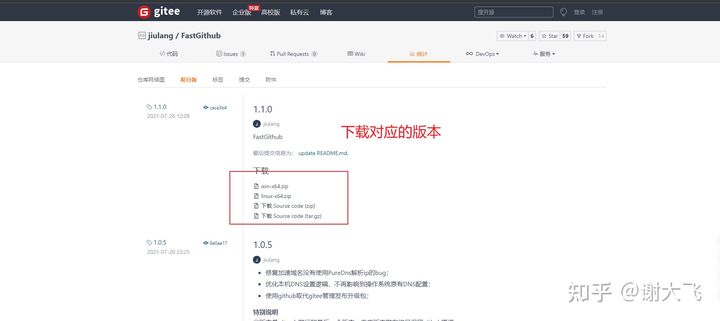 gitee
开源软件 企业版 特惠 高校版 私有云 博客
搜开源
登录 注册
jiulang / FastGithub
Watch 6 Star 59 Fork 14
代码 Issues 1 Pull Requests 0 Wiki 统计 DevOps 服务
仓库网络图 发行版 标签 提交 附件
1.1.0 caca3b4
2021-07-26 12:28
1.1.0
jiulang
FastGithub
下载对应的版本
最后提交信息为: update README.md.
下载
win-x64.zip
linux-x64.zip
下载 Source code (zip)
下载 Source code (tar.gz)
1.0.5 8a0ae17
2021-07-20 22:25
1.0.5
jiulang
修复加速域名没有使用PureDns解析ip的bug;
优化本机DNS设置逻辑,不再影响到操作系统原有DNS配置;
使用github取代gitee管理发布升级包;
特别说明
知乎 @谢大飞